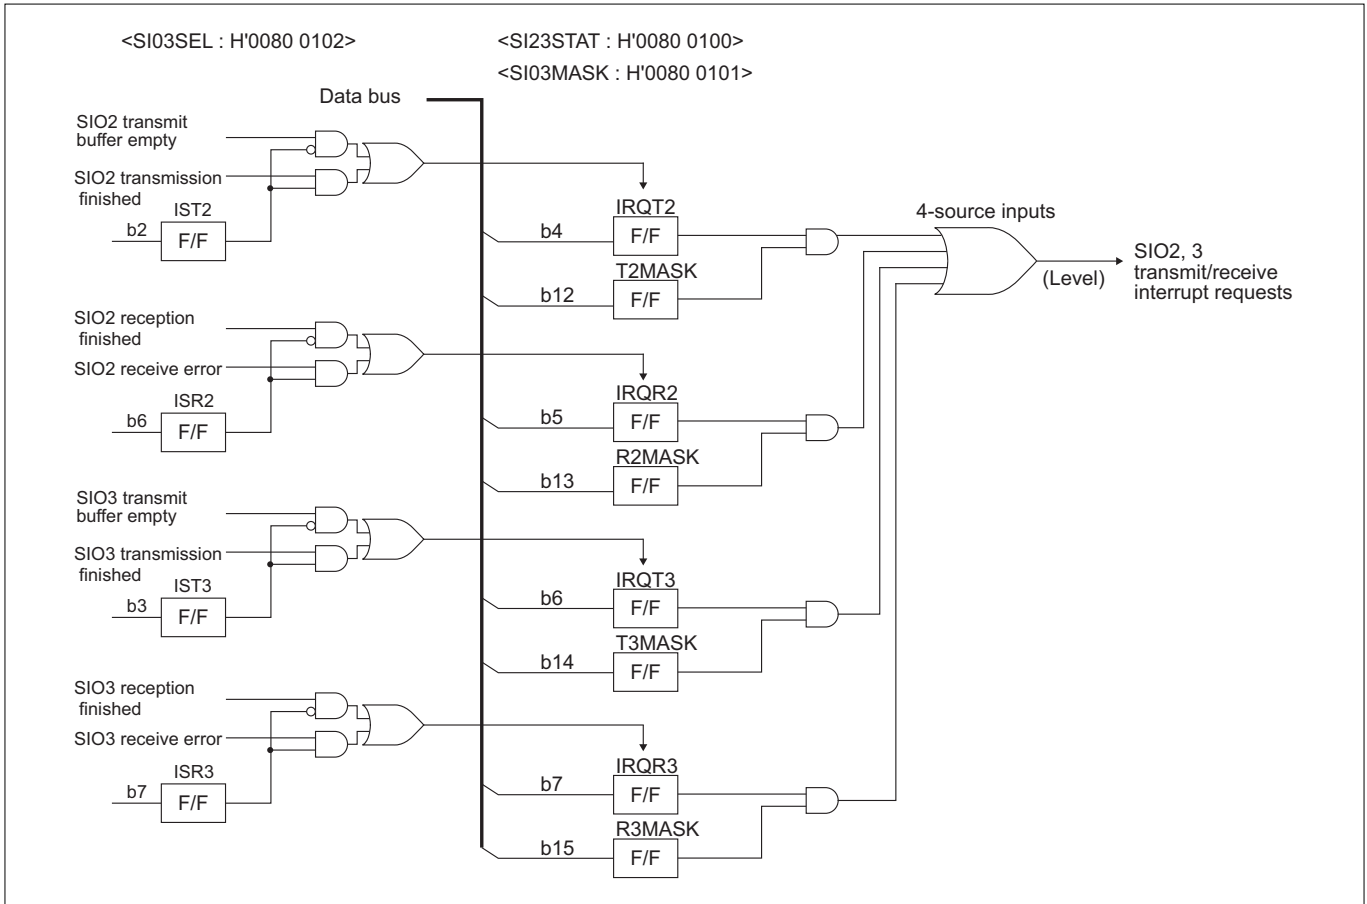 <SI03SEL : H'0080 0102>
<SI23STAT : H'0080 0100>
<SI03MASK : H'0080 0101>
Data bus
SIO2 transmit
buffer empty
SIO2 transmission
finished
IST2
b2
F/F
IRQT2
b4
F/F
T2MASK
b12
F/F
4-source inputs
(Level)
SIO2, 3
transmit/receive
interrupt requests
SIO2 reception
finished
SIO2 receive error
ISR2
b6
F/F
IRQR2
b5
F/F
R2MASK
b13
F/F
SIO3 transmit
buffer empty
SIO3 transmission
finished
IST3
b3
F/F
IRQT3
b6
F/F
T3MASK
b14
F/F
SIO3 reception
finished
SIO3 receive error
ISR3
b7
F/F
IRQR3
b7
F/F
R3MASK
b15
F/F